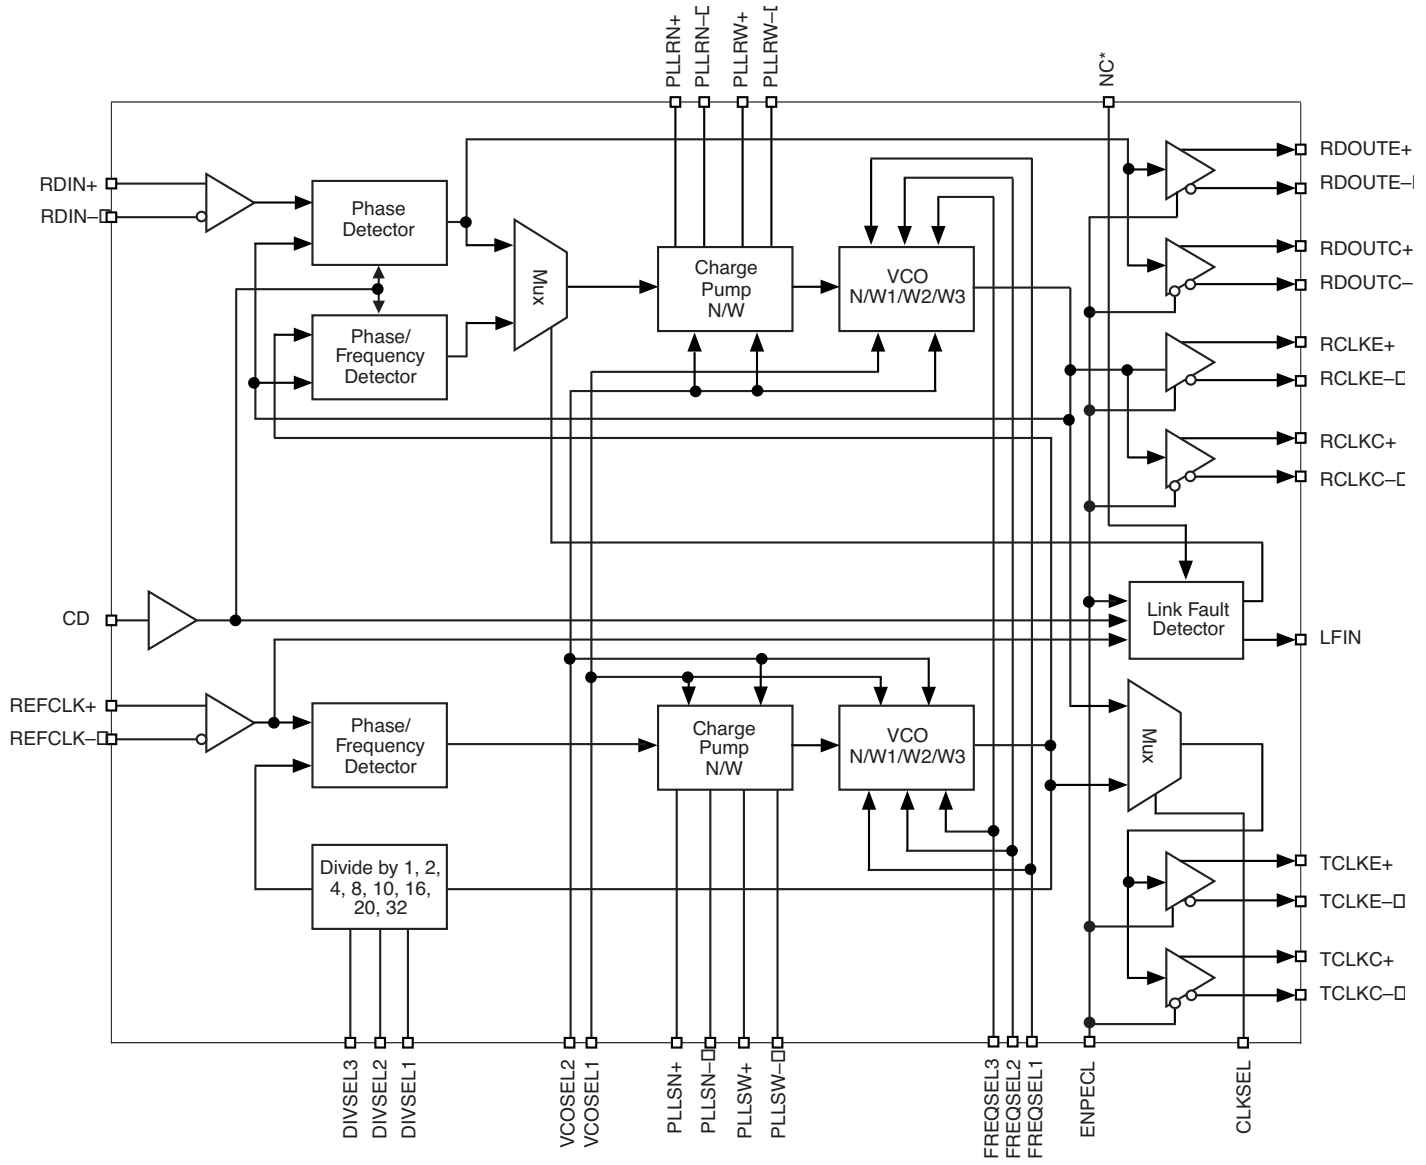 PLLRN+
PLLRN–
PLLRW+
PLLRW–
NC*
RDIN+
RDIN–
Phase
Detector
Mux
Charge
Pump
N/W
VCO
N/W1/W2/W3
RDOUTE+
RDOUTE–
RDOUTC+
RDOUTC–
Phase/
Frequency
Detector
RCLKE+
RCLKE–
RCLKC+
RCLKC–
CD
Link Fault
Detector
LFIN
REFCLK+
REFCLK–
Phase/
Frequency
Detector
Charge
Pump
N/W
VCO
N/W1/W2/W3
Mux
Divide by 1, 2,
4, 8, 10, 16,
20, 32
TCLKE+
TCLKE–
TCLKC+
TCLKC–
DIVSEL3
DIVSEL2
DIVSEL1
VCOSEL2
VCOSEL1
PLLSN+
PLLSN–
PLLSW+
PLLSW–
FREQSEL3
FREQSEL2
FREQSEL1
ENPECL
CLKSEL